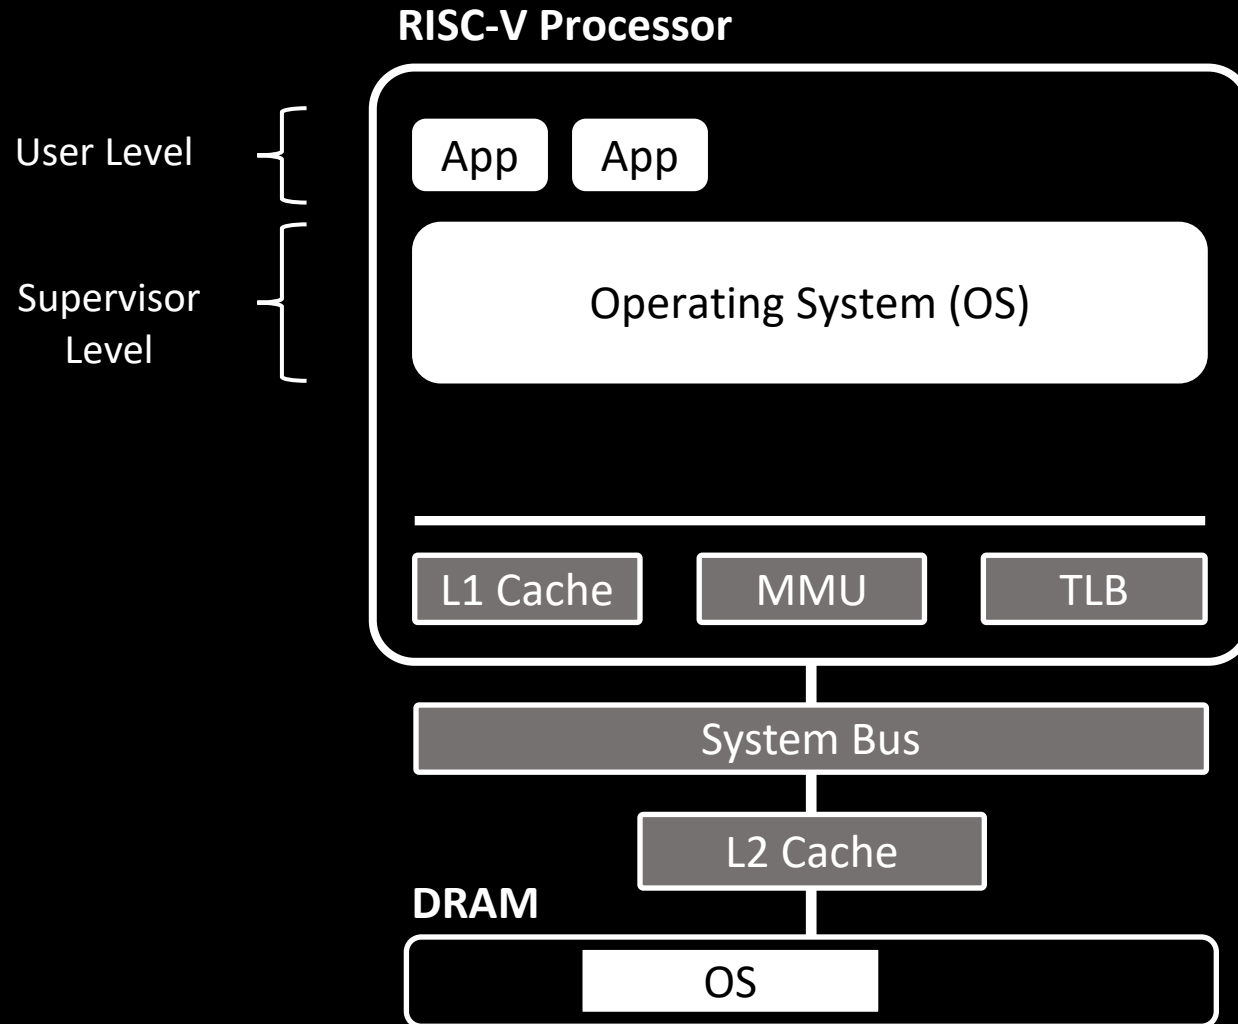 RISC-V Processor
User Level
App
App
Supervisor
Level
Operating System (OS)
L1 Cache
MMU
TLB
System Bus
L2 Cache
DRAM
OS